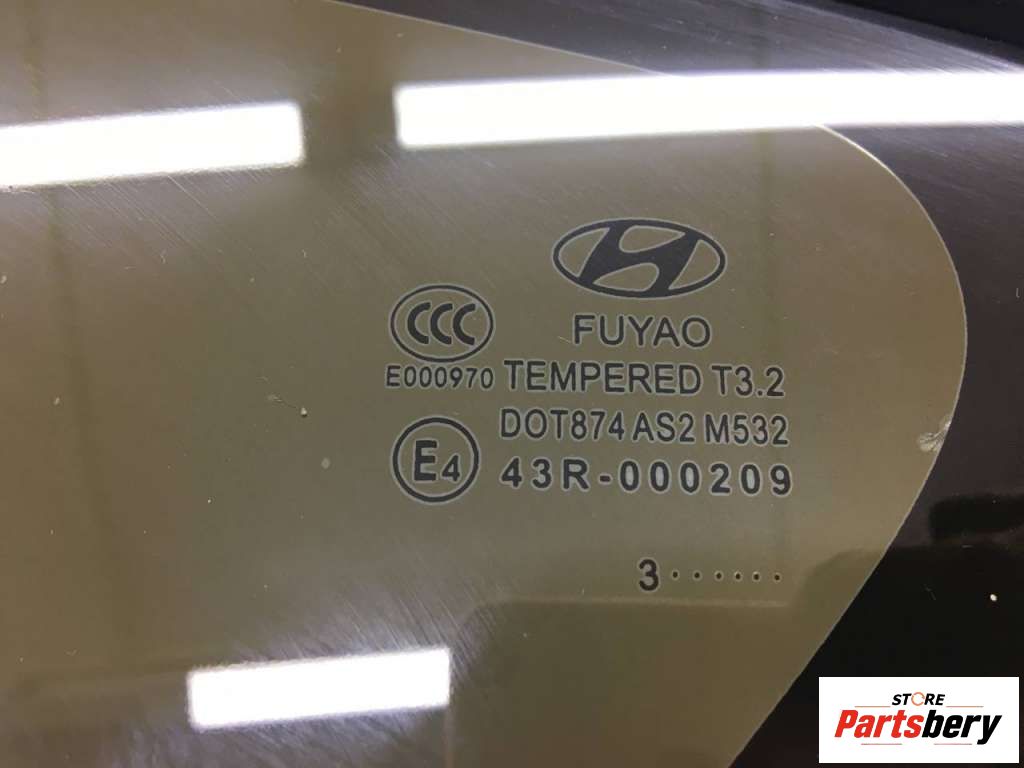 CCC
FUYAO
E000970 TEMPERED T3.2
DOT874 AS2 M532
E4 43R-000209
3······
STORE
Partsbery